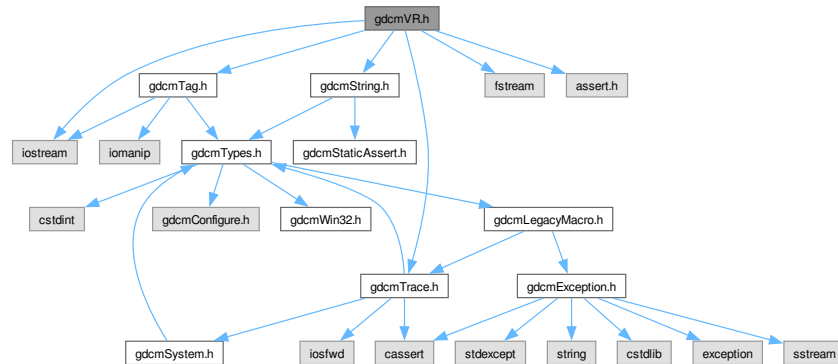 gdcmVR.h
gdcmTag.h
gdcmString.h
fstream
assert.h
iostream
iomanip
gdcmTypes.h
gdcmStaticAssert.h
cstdint
gdcmConfigure.h
gdcmWin32.h
gdcmLegacyMacro.h
gdcmTrace.h
gdcmException.h
gdcmSystem.h
iosfwd
cassert
stdexcept
string
cstdlib
exception
sstream